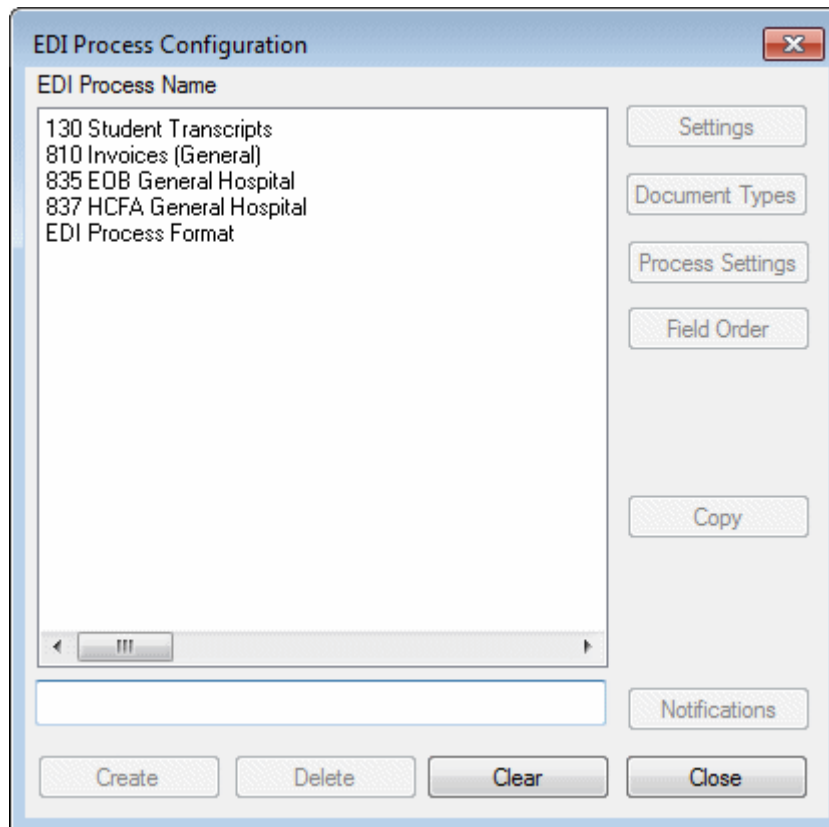 EDI Process Configuration
EDI Process Name
130 Student Transcripts
810 Invoices (General)
835 EOB General Hospital
837 HCFA General Hospital
EDI Process Format
Settings
Document Types
Process Settings
Field Order
Copy
Notifications
Create
Delete
Clear
Close